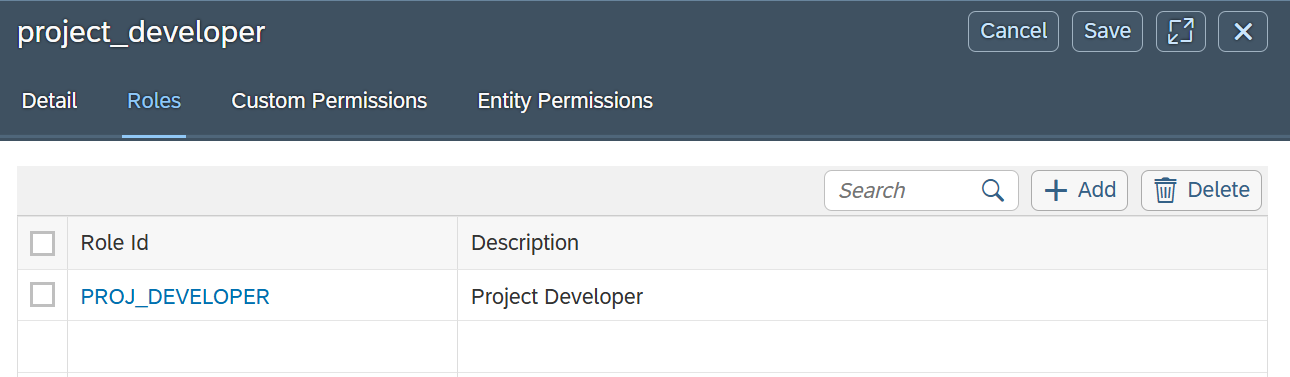 project_developer Cancel Save
Detail Roles Custom Permissions Entity Permissions
Search Add Delete
Role Id Description
PROJ_DEVELOPER Project Developer